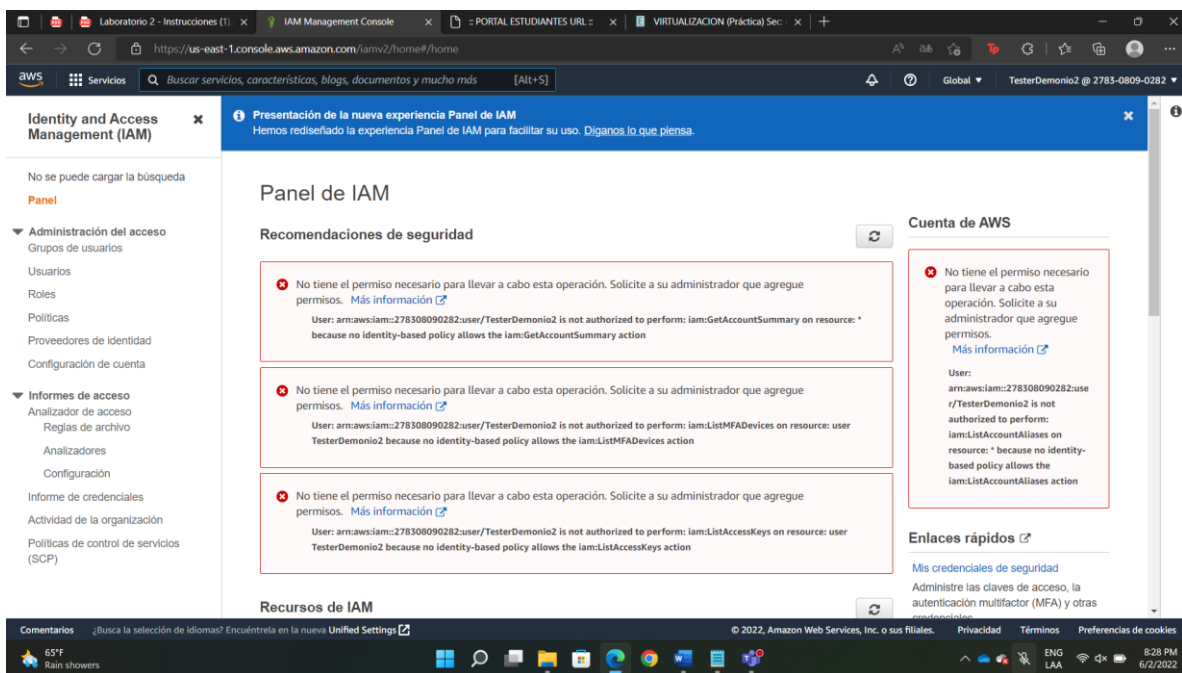 Laboratorio 2 - Instrucciones (1).
IAM Management Console
:: PORTAL ESTUDIANTES URL ::
VIRTUALIZACION (Práctica) Sec
https://us-east-1.console.aws.amazon.com/iamv2/home#/home
aws
Servicios
Buscar servicios, características, blogs, documentos y mucho más
[Alt+S]
Global
TesterDemonio2 @ 2783-0809-0282
Identity and Access
Management (IAM)
No se puede cargar la búsqueda
Panel
Administración del acceso
Grupos de usuarios
Usuarios
Roles
Políticas
Proveedores de identidad
Configuración de cuenta
Informes de acceso
Analizador de acceso
Reglas de archivo
Analizadores
Configuración
Informe de credenciales
Actividad de la organización
Políticas de control de servicios
(SCP)
Presentación de la nueva experiencia Panel de IAM
Hemos rediseñado la experiencia Panel de IAM para facilitar su uso. Díganos lo que piensa.
Panel de IAM
Recomendaciones de seguridad
No tiene el permiso necesario para llevar a cabo esta operación. Solicite a su administrador que agregue
permisos. Más información
User: arn:aws:iam::278308090282:user/TesterDemonio2 is not authorized to perform: iam:GetAccountSummary on resource: *
because no identity-based policy allows the iam:GetAccountSummary action
No tiene el permiso necesario para llevar a cabo esta operación. Solicite a su administrador que agregue
permisos. Más información
User: arn:aws:iam::278308090282:user/TesterDemonio2 is not authorized to perform: iam:ListMFADevices on resource: user
TesterDemonio2 because no identity-based policy allows the iam:ListMFADevices action
No tiene el permiso necesario para llevar a cabo esta operación. Solicite a su administrador que agregue
permisos. Más información
User: arn:aws:iam::278308090282:user/TesterDemonio2 is not authorized to perform: iam:ListAccessKeys on resource: user
TesterDemonio2 because no identity-based policy allows the iam:ListAccessKeys action
Recursos de IAM
Cuenta de AWS
No tiene el permiso necesario
para llevar a cabo esta
operación. Solicite a su
administrador que agregue
permisos.
Más información
User:
arn:aws:iam::278308090282:use
r/TesterDemonio2 is not
authorized to perform:
iam:ListAccountAliases on
resource: * because no identity-
based policy allows the
iam:ListAccountAliases action
Enlaces rápidos
Mis credenciales de seguridad
Administre las claves de acceso, la
autenticación multifactor (MFA) y otras
credenciales
Comentarios
¿Busca la selección de idiomas? Encuéntrela en la nueva Unified Settings
© 2022, Amazon Web Services, Inc. o sus filiales.
Privacidad
Términos
Preferencias de cookies
65°F
Rain showers
ENG
LAA
8:28 PM
6/2/2022